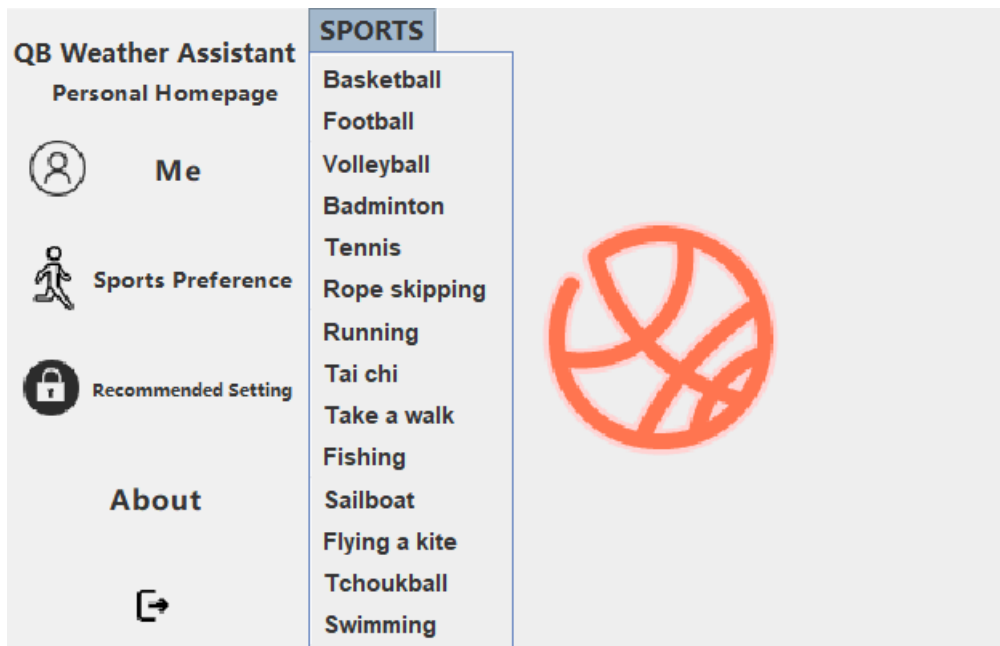 QB Weather Assistant
Personal Homepage
Me
Sports Preference
Recommended Setting
About
SPORTS
Basketball
Football
Volleyball
Badminton
Tennis
Rope skipping
Running
Tai chi
Take a walk
Fishing
Sailboat
Flying a kite
Tchoukball
Swimming